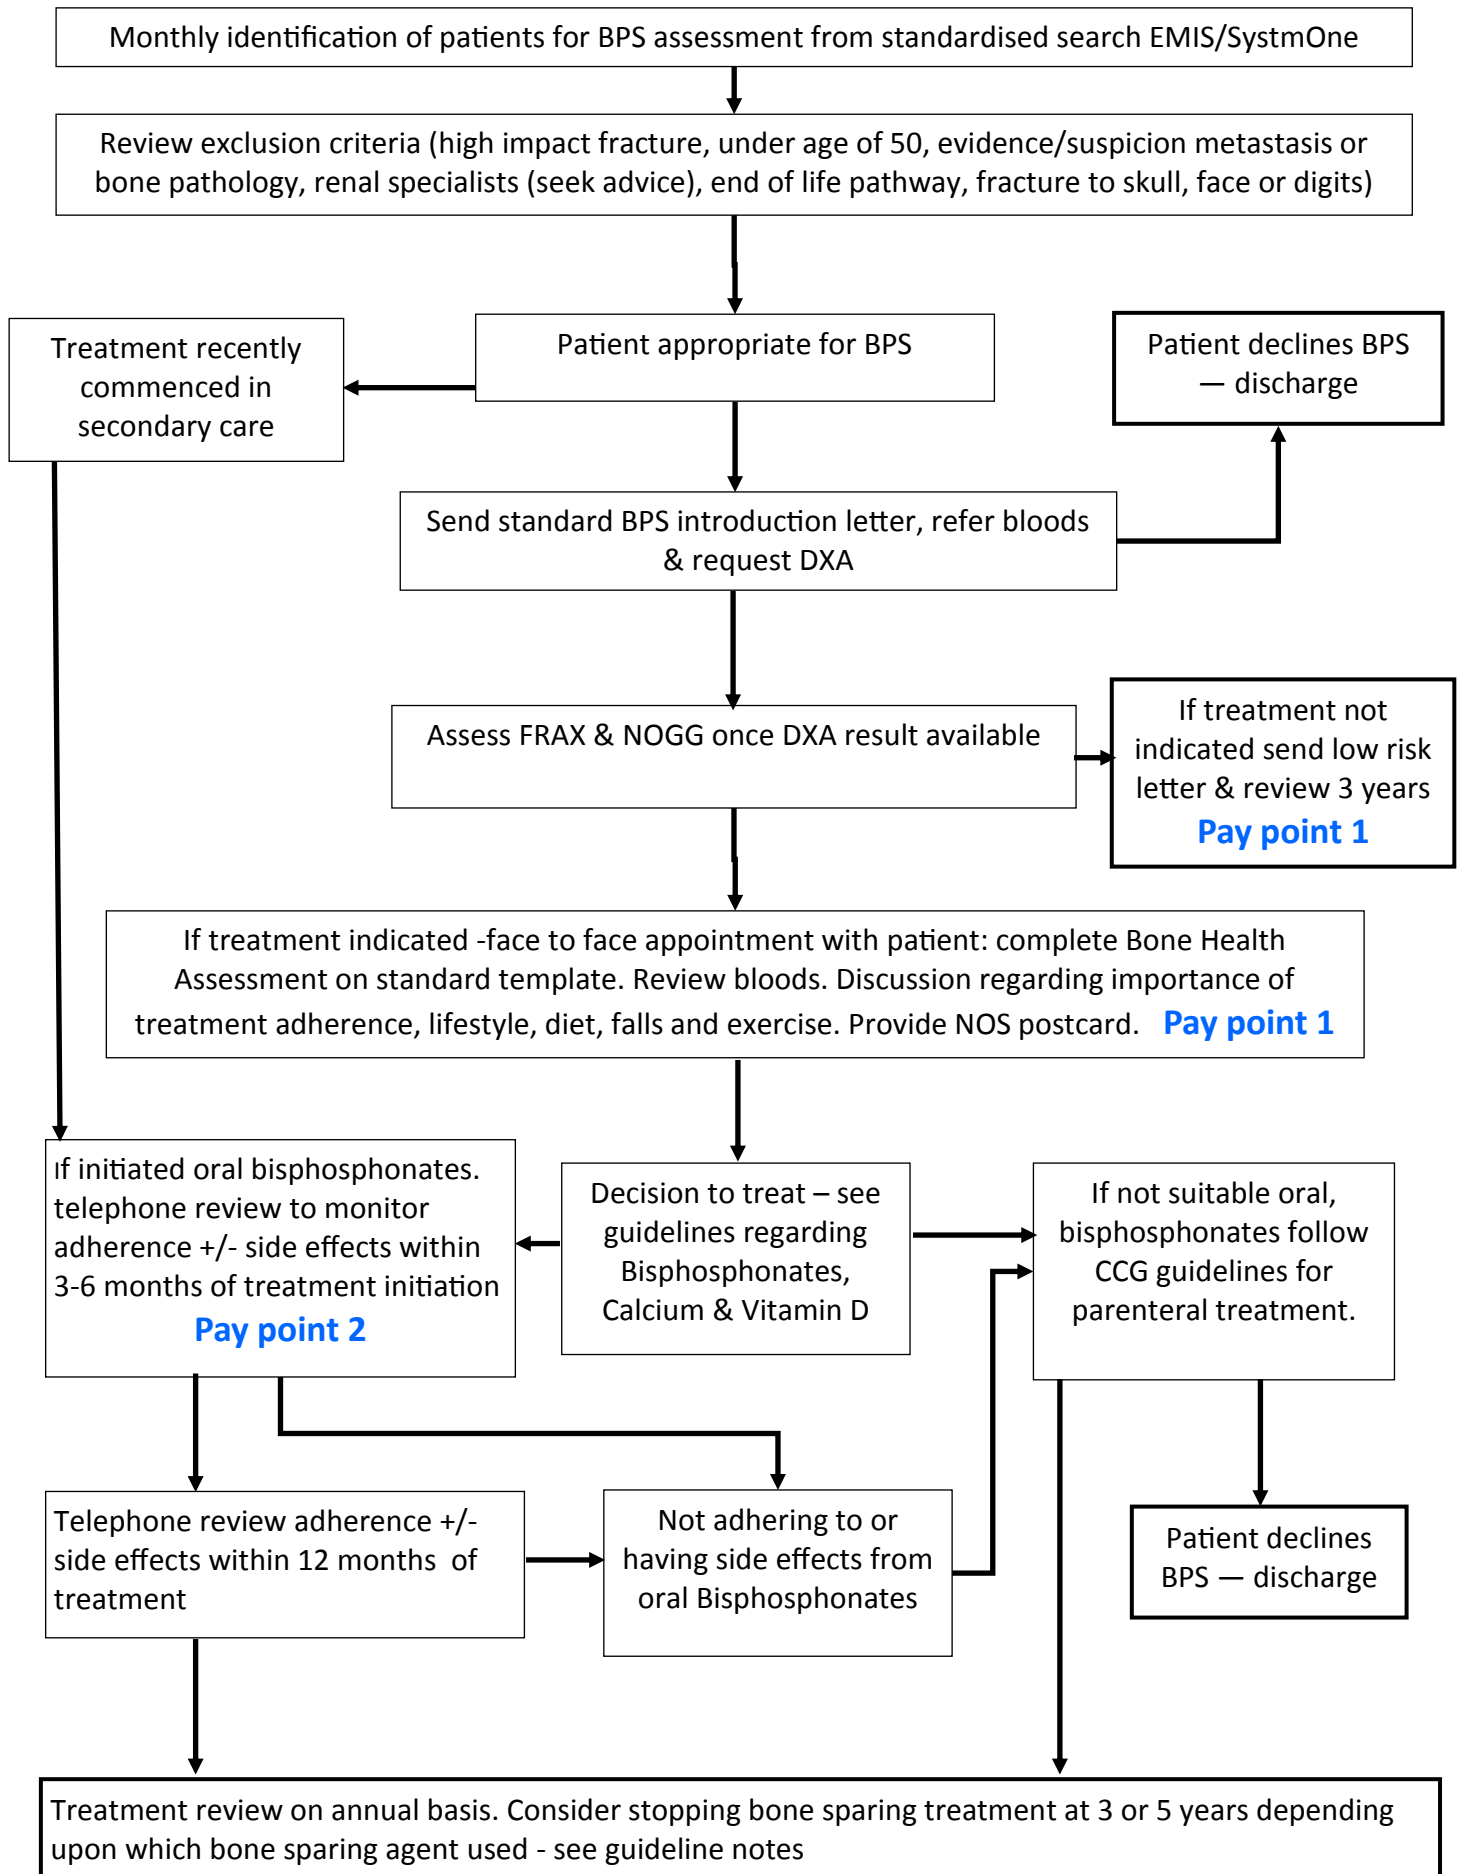 Monthly identification of patients for BPS assessment from standardised search EMIS/SystmOne
Review exclusion criteria (high impact fracture, under age of 50, evidence/suspicion metastasis or
bone pathology, renal specialists (seek advice), end of life pathway, fracture to skull, face or digits)
Treatment recently
commenced in
secondary care
Patient appropriate for BPS
Patient declines BPS
— discharge
Send standard BPS introduction letter, refer bloods
& request DXA
Assess FRAX & NOGG once DXA result available
If treatment not
indicated send low risk
letter & review 3 years
Pay point 1
If treatment indicated -face to face appointment with patient: complete Bone Health
Assessment on standard template. Review bloods. Discussion regarding importance of
treatment adherence, lifestyle, diet, falls and exercise. Provide NOS postcard. Pay point 1
If initiated oral bisphosphonates.
telephone review to monitor
adherence +/- side effects within
3-6 months of treatment initiation
Pay point 2
Decision to treat – see
guidelines regarding
Bisphosphonates,
Calcium & Vitamin D
If not suitable oral,
bisphosphonates follow
CCG guidelines for
parenteral treatment.
Telephone review adherence +/-
side effects within 12 months of
treatment
Not adhering to or
having side effects from
oral Bisphosphonates
Patient declines
BPS — discharge
Treatment review on annual basis. Consider stopping bone sparing treatment at 3 or 5 years depending
upon which bone sparing agent used - see guideline notes